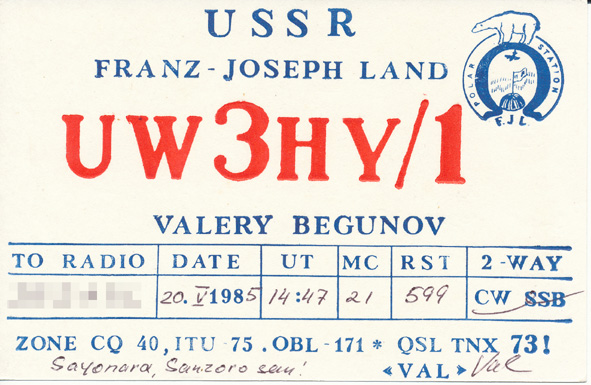 USSR
FRANZ-JOSEPH LAND
POLAR STATION
F.J.L.
UW3HY/1
VALERY BEGUNOV
TO RADIO DATE UT MC RST 2-WAY
20.V 1985 14:47 21 599 CW SSB
ZONE CQ 40, ITU-75. OBL-171 * QSL TNX 73!
Sayonara, Sanzoro san! «VAL» Val